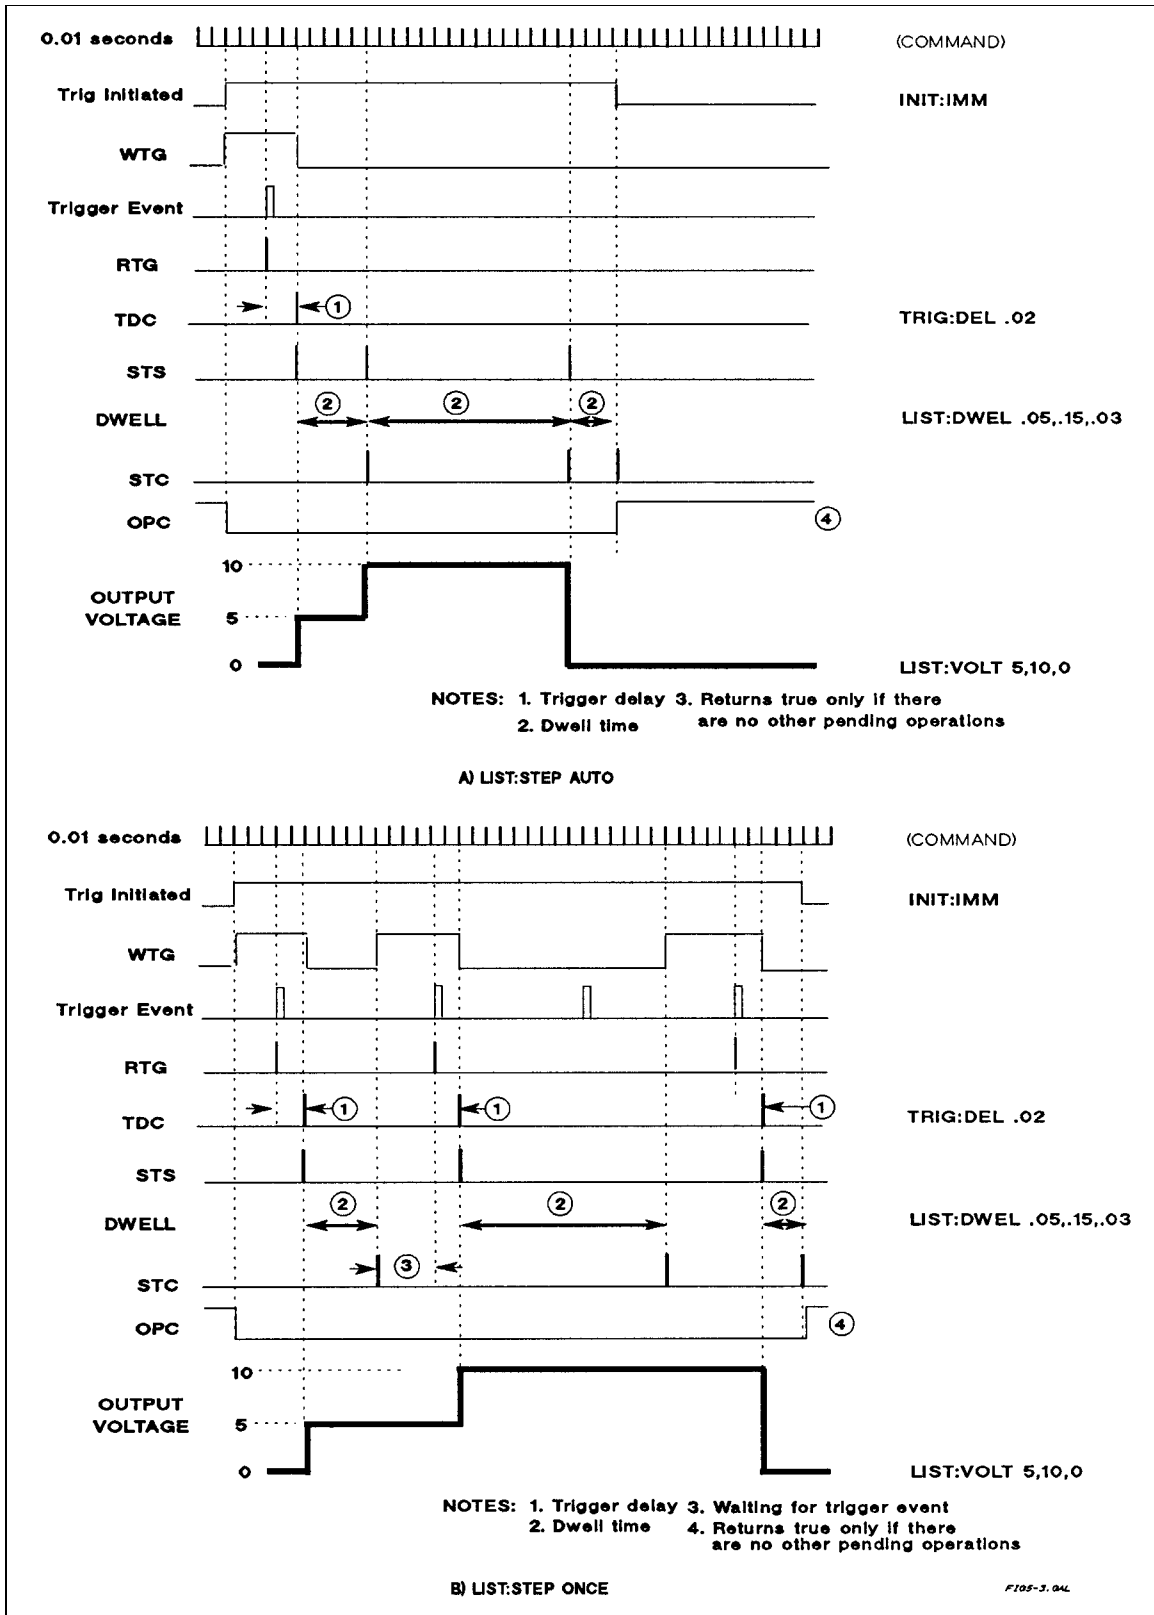 0.01 seconds
(COMMAND)
Trig Initiated
INIT:IMM
WTG
Trigger Event
RTG
TDC
1
TRIG:DEL .02
STS
DWELL
2 2 2
LIST:DWEL .05,.15,.03
STC
OPC
4
10
OUTPUT
VOLTAGE
5
0
LIST:VOLT 5,10,0
NOTES: 1. Trigger delay 3. Returns true only if there
2. Dwell time are no other pending operations
A) LIST:STEP AUTO
0.01 seconds
(COMMAND)
Trig Initiated
INIT:IMM
WTG
Trigger Event
RTG
TDC
1 1 1
TRIG:DEL .02
STS
DWELL
2 2 2
LIST:DWEL .05,.15,.03
STC
3
OPC
4
10
OUTPUT
VOLTAGE
5
0
LIST:VOLT 5,10,0
NOTES: 1. Trigger delay 3. Waiting for trigger event
2. Dwell time 4. Returns true only if there
are no other pending operations
B) LIST:STEP ONCE
FIG5-3.GAL